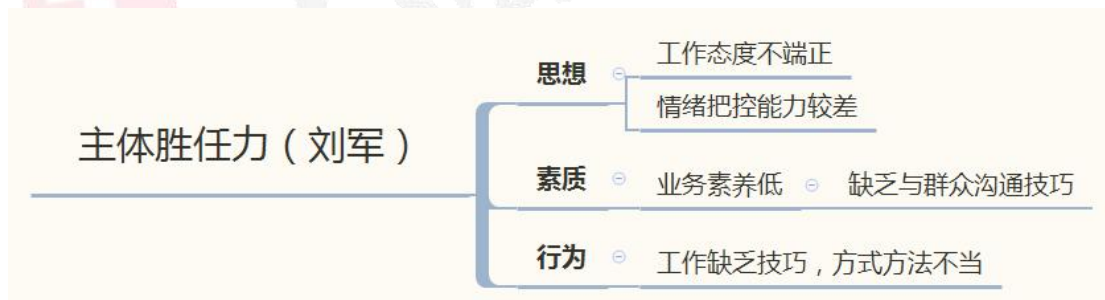 主体胜任力（刘军）
思想
工作态度不端正
情绪把控能力较差
素质
业务素养低
缺乏与群众沟通技巧
行为
工作缺乏技巧，方式方法不当